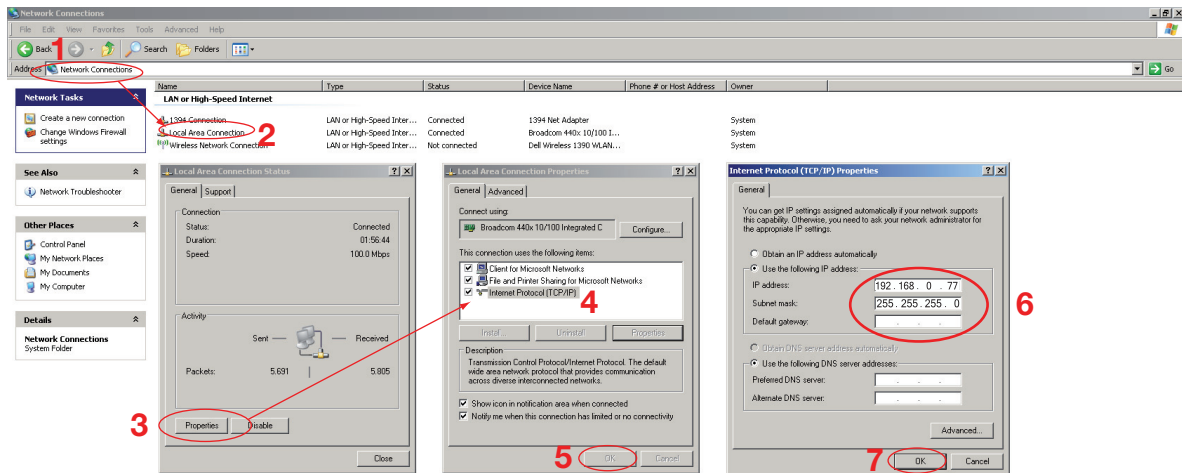 Network Connections
File Edit View Favorites Tools Advanced Help
Back Search Folders
1
Address Network Connections Go
Name Type Status Device Name Phone # or Host Address Owner
LAN or High-Speed Internet
1394 Connection LAN or High-Speed Inter... Connected 1394 Net Adapter System
Local Area Connection LAN or High-Speed Inter... Connected Broadcom 440x 10/100 I... System
2
Wireless Network Connection LAN or High-Speed Inter... Not connected Dell Wireless 1390 WLAN... System
Network Tasks
Create a new connection
Change Windows Firewall
settings
See Also
Network Troubleshooter
Other Places
Control Panel
My Network Places
My Documents
My Computer
Details
Network Connections
System Folder
Local Area Connection Status
General Support
Connection
Status: Connected
Duration: 01:56:44
Speed: 100.0 Mbps
Activity
Sent Received
Packets: 5.691 5.805
3
Properties Disable
Close
Local Area Connection Properties
General Advanced
Connect using:
Broadcom 440x 10/100 Integrated C Configure...
This connection uses the following items:
Client for Microsoft Networks
File and Printer Sharing for Microsoft Networks
Internet Protocol (TCP/IP)
4
Install... Uninstall Properties
Description
Transmission Control Protocol/Internet Protocol. The default
wide area network protocol that provides communication
across diverse interconnected networks.
Show icon in notification area when connected
Notify me when this connection has limited or no connectivity
5
OK Cancel
Internet Protocol (TCP/IP) Properties
General
You can get IP settings assigned automatically if your network supports
this capability. Otherwise, you need to ask your network administrator for
the appropriate IP settings.
Obtain an IP address automatically
Use the following IP address:
IP address: 192.168. 0 .77
Subnet mask: 255.255.255. 0
Default gateway: . . .
6
Obtain DNS server address automatically
Use the following DNS server addresses:
Preferred DNS server: . . .
Alternate DNS server: . . .
Advanced...
7
OK Cancel